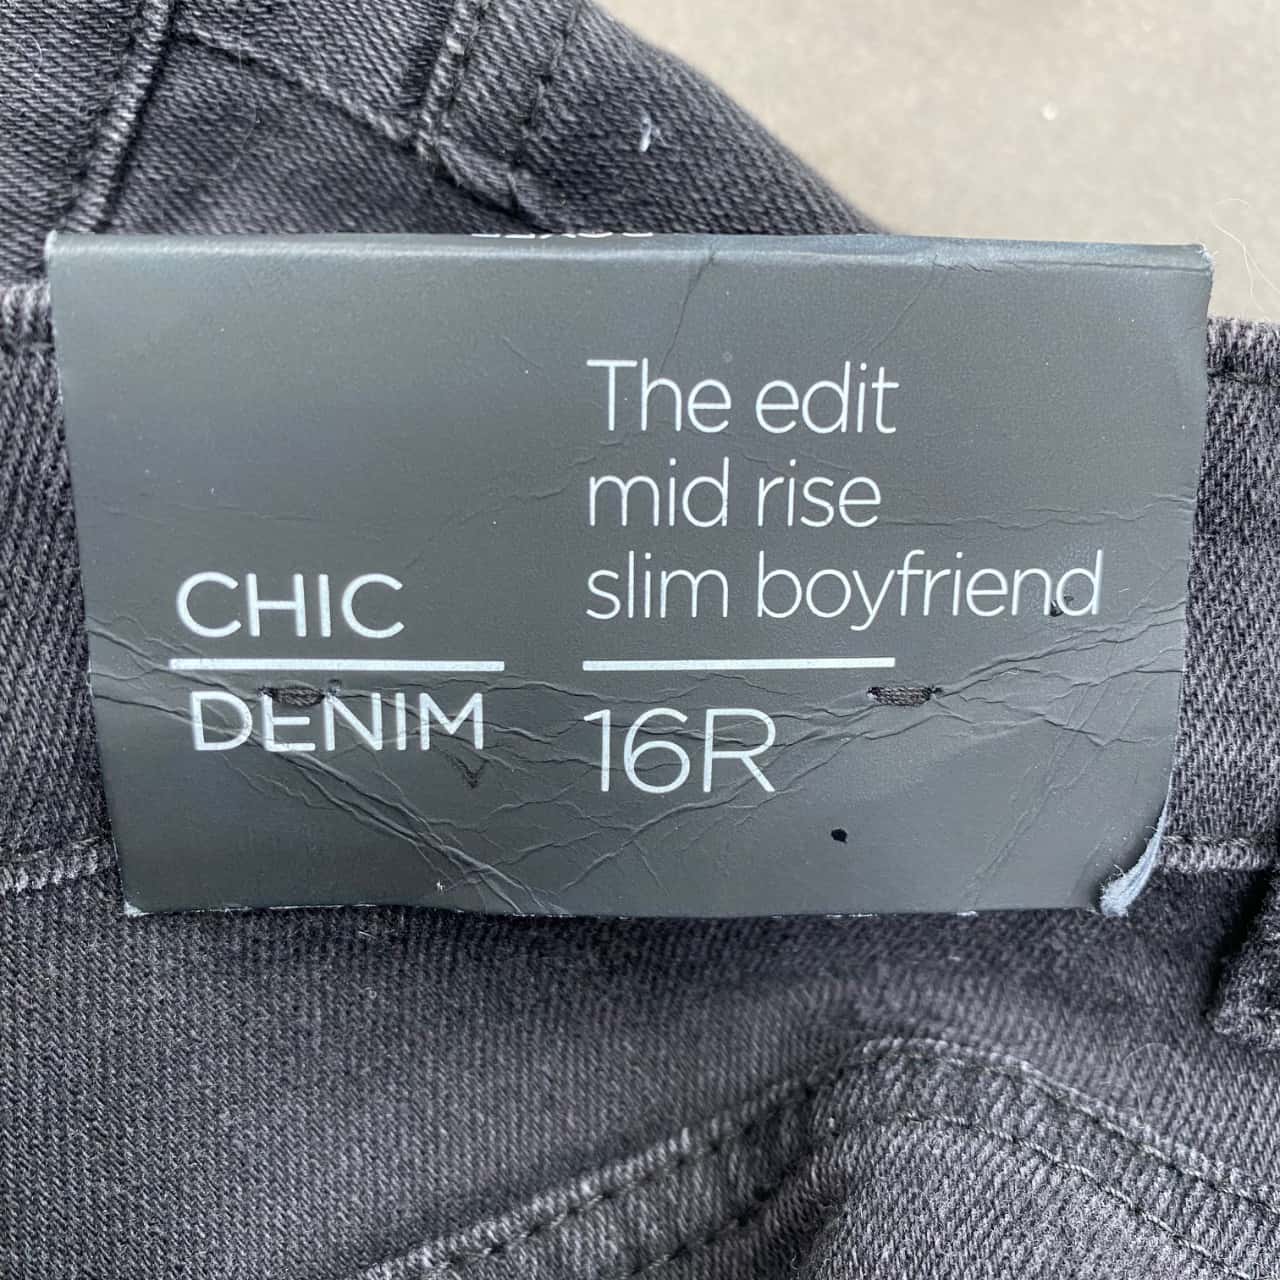 CHIC
DENIM
The edit
mid rise
slim boyfriend
16R